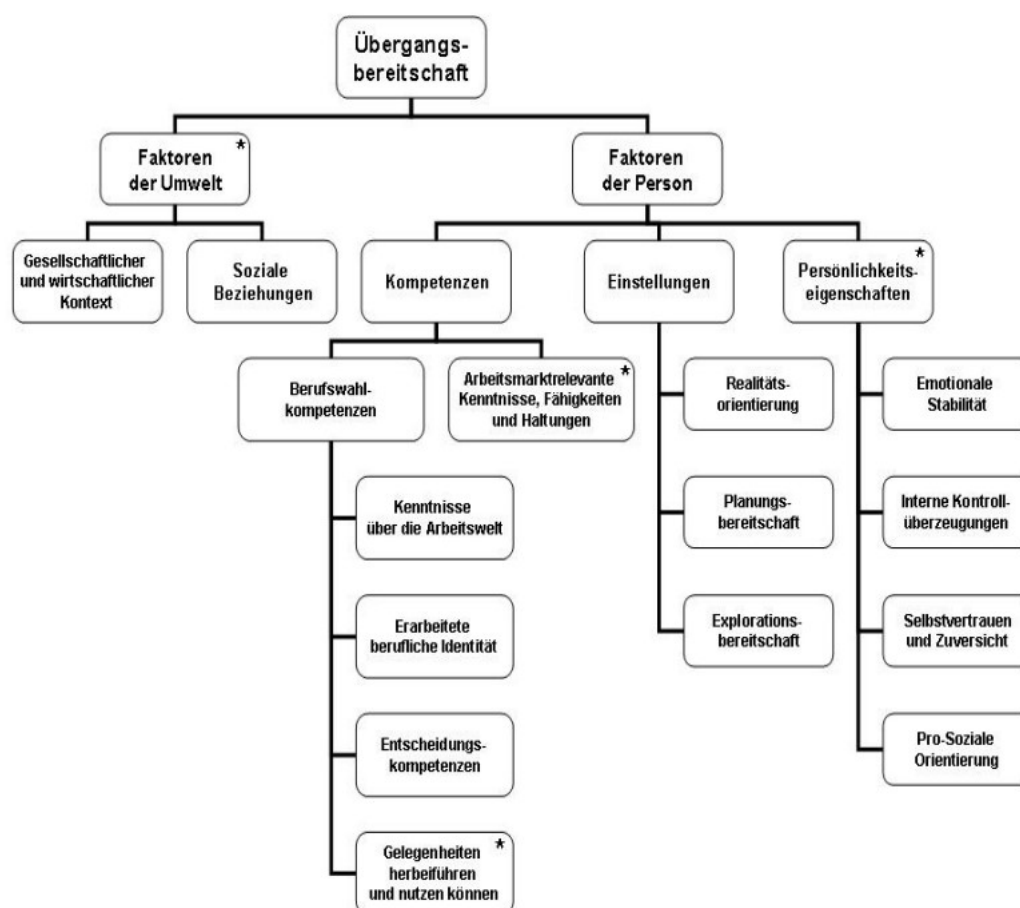 Übergangs-
bereitschaft
Faktoren *
der Umwelt
Faktoren
der Person
Gesellschaftlicher
und wirtschaftlicher
Kontext
Soziale
Beziehungen
Kompetenzen
Einstellungen
Persönlichkeits- *
eigenschaften
Berufswahl-
kompetenzen
Arbeitsmarktrelevante *
Kenntnisse, Fähigkeiten
und Haltungen
Kenntnisse
über die Arbeitswelt
Erarbeitete
berufliche Identität
Entscheidungs-
kompetenzen
Gelegenheiten *
herbeiführen
und nutzen können
Realitäts-
orientierung
Planungs-
bereitschaft
Explorations-
bereitschaft
Emotionale
Stabilität
Interne Kontroll-
überzeugungen
Selbstvertrauen
und Zuversicht
Pro-Soziale
Orientierung